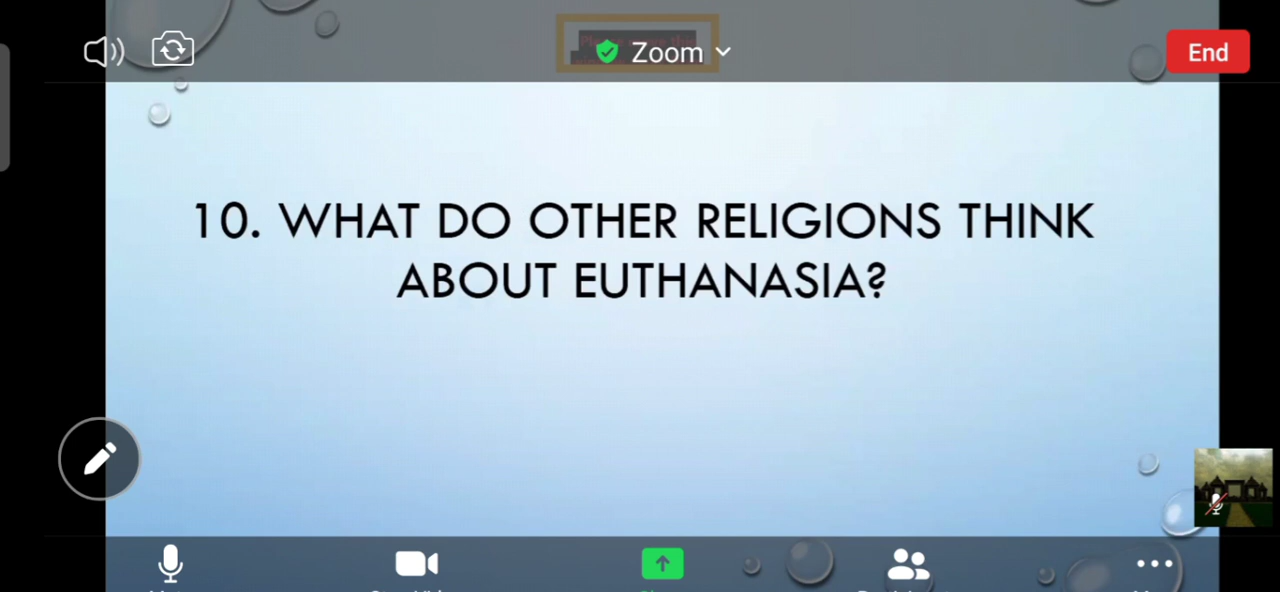 Zoom
End
10. WHAT DO OTHER RELIGIONS THINK
ABOUT EUTHANASIA?